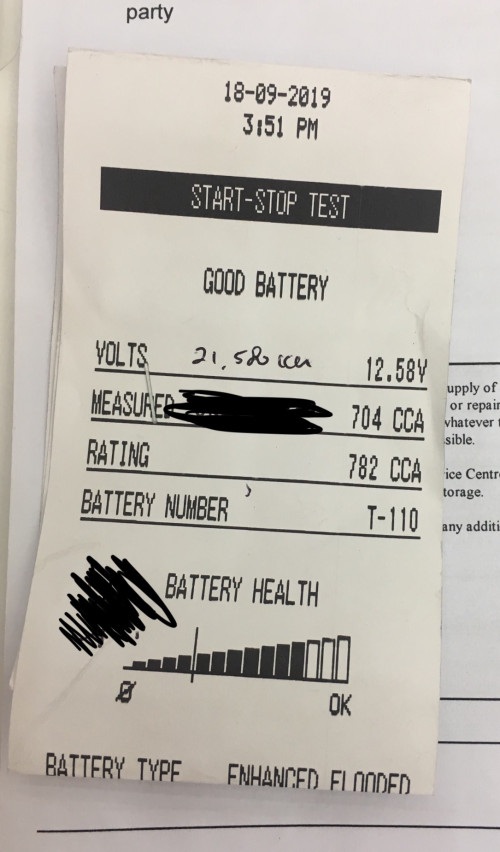 party
18-09-2019
3:51 PM
START-STOP TEST
GOOD BATTERY
VOLTS 21,580 km 12.58V
MEASURED 704 CCA
RATING 782 CCA
BATTERY NUMBER T-110
BATTERY HEALTH
OK
BATTERY TYPE ENHANCED FLOODED
upply of
or repair
whatever
sible.
ice Centr
torage.
any additi